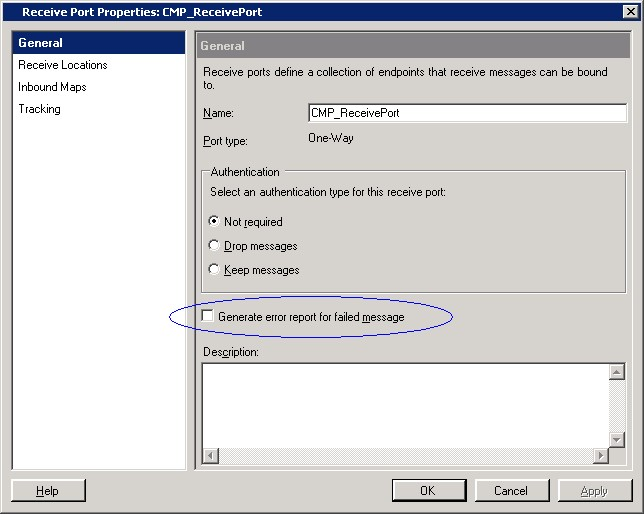 Receive Port Properties: CMP_ReceivePort
General
Receive Locations
Inbound Maps
Tracking
General
Receive ports define a collection of endpoints that receive messages can be bound
to.
Name: CMP_ReceivePort
Port type: One-Way
Authentication
Select an authentication type for this receive port:
Not required
Drop messages
Keep messages
Generate error report for failed message
Description:
Help OK Cancel Apply